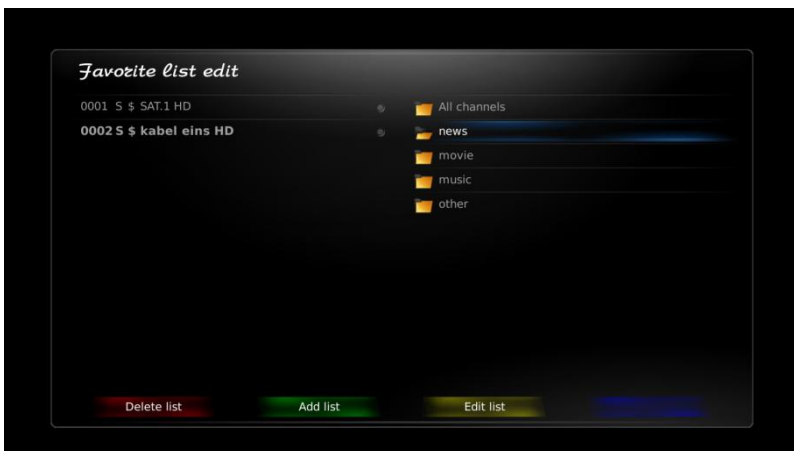 Favorite list edit
0001 S $ SAT.1 HD
0002 S $ kabel eins HD
All channels
news
movie
music
other
Delete list
Add list
Edit list